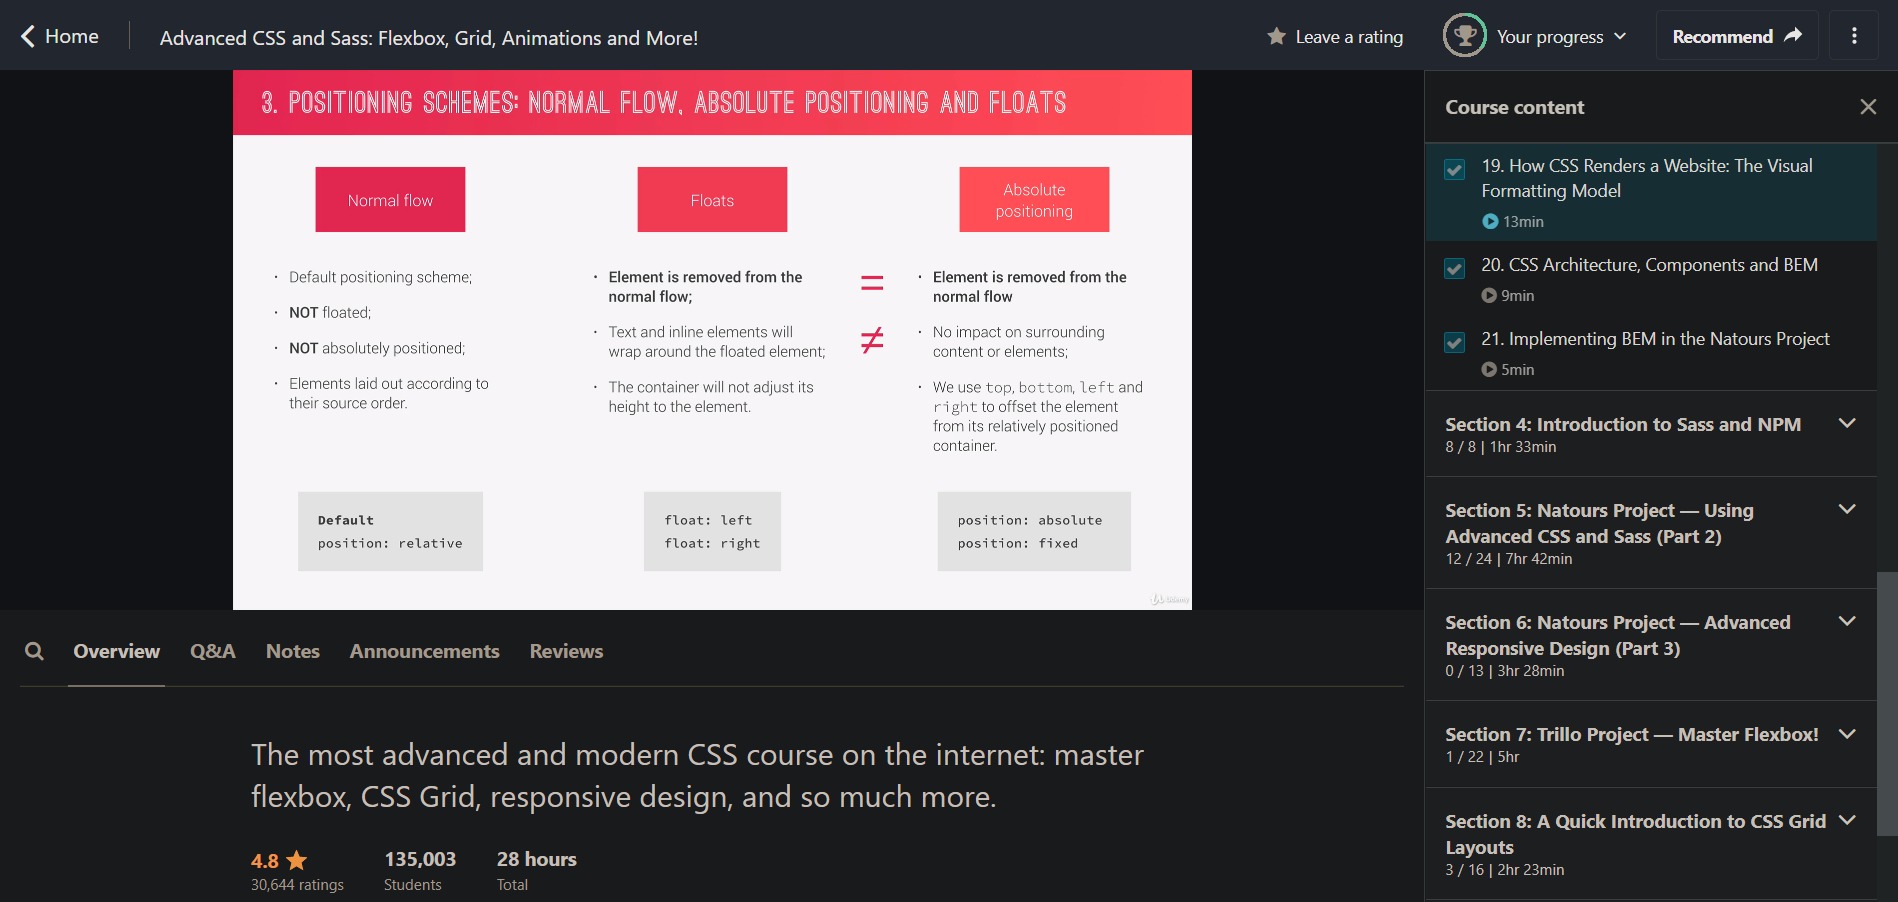 Home
Advanced CSS and Sass: Flexbox, Grid, Animations and More!
Leave a rating
Your progress
Recommend
3. POSITIONING SCHEMES: NORMAL FLOW, ABSOLUTE POSITIONING AND FLOATS
Normal flow
· Default positioning scheme;
· NOT floated;
· NOT absolutely positioned;
· Elements laid out according to
their source order.
Default
position: relative
Floats
· Element is removed from the
normal flow;
· Text and inline elements will
wrap around the floated element;
· The container will not adjust its
height to the element.
float: left
float: right
=
≠
Absolute
positioning
· Element is removed from the
normal flow
· No impact on surrounding
content or elements;
· We use top, bottom, left and
right to offset the element
from its relatively positioned
container.
position: absolute
position: fixed
Udemy
Overview
Q&A
Notes
Announcements
Reviews
The most advanced and modern CSS course on the internet: master
flexbox, CSS Grid, responsive design, and so much more.
4.8
30,644 ratings
135,003
Students
28 hours
Total
Course content
19. How CSS Renders a Website: The Visual
Formatting Model
13min
20. CSS Architecture, Components and BEM
9min
21. Implementing BEM in the Natours Project
5min
Section 4: Introduction to Sass and NPM
8 / 8 | 1hr 33min
Section 5: Natours Project — Using
Advanced CSS and Sass (Part 2)
12 / 24 | 7hr 42min
Section 6: Natours Project — Advanced
Responsive Design (Part 3)
0 / 13 | 3hr 28min
Section 7: Trillo Project — Master Flexbox!
1 / 22 | 5hr
Section 8: A Quick Introduction to CSS Grid
Layouts
3 / 16 | 2hr 23min